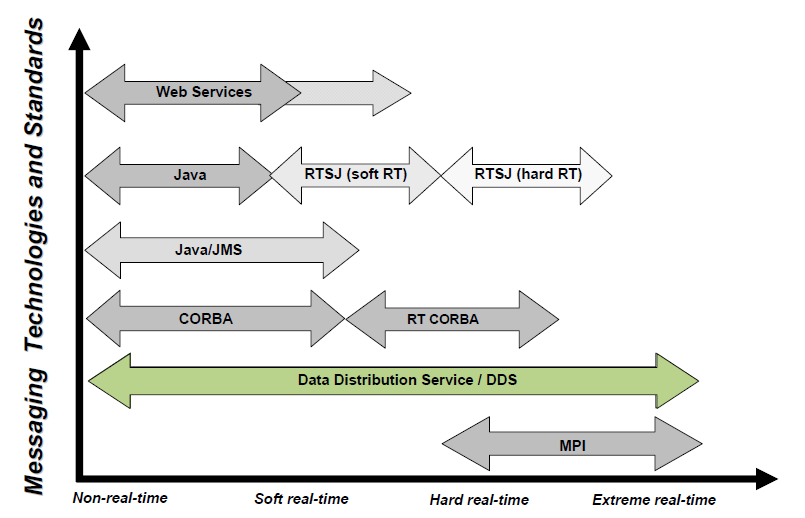 Messaging Technologies and Standards
Web Services
Java
RTSJ (soft RT)
RTSJ (hard RT)
Java/JMS
CORBA
RT CORBA
Data Distribution Service / DDS
MPI
Non-real-time
Soft real-time
Hard real-time
Extreme real-time